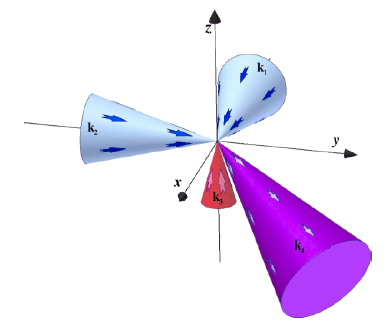 z
k₁
k₂
y
x
k₃
k₄